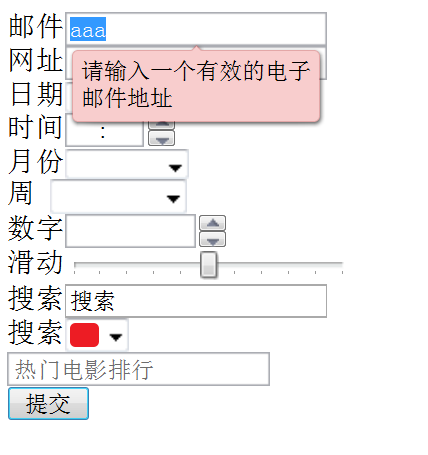 邮件 aaa
网址
请输入一个有效的电子
邮件地址
日期
时间 :
月份
周
数字
滑动
搜索 搜索
搜索
热门电影排行
提交